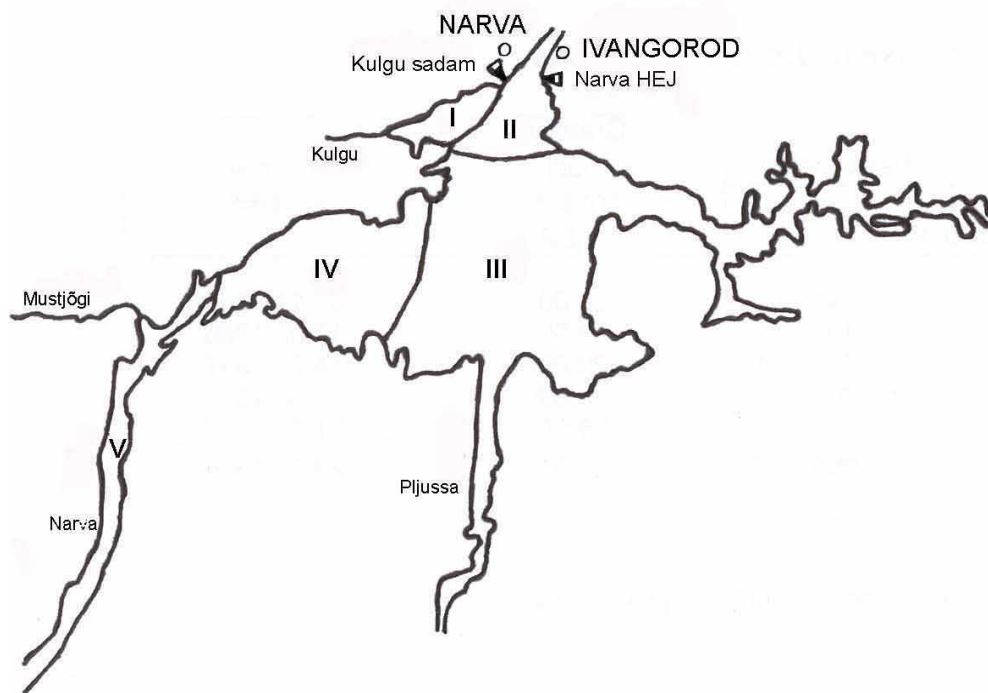 NARVA
IVANGOROD
Kulgu sadam
Narva HEJ
I
II
Kulgu
IV
III
Mustjõgi
V
Pljussa
Narva